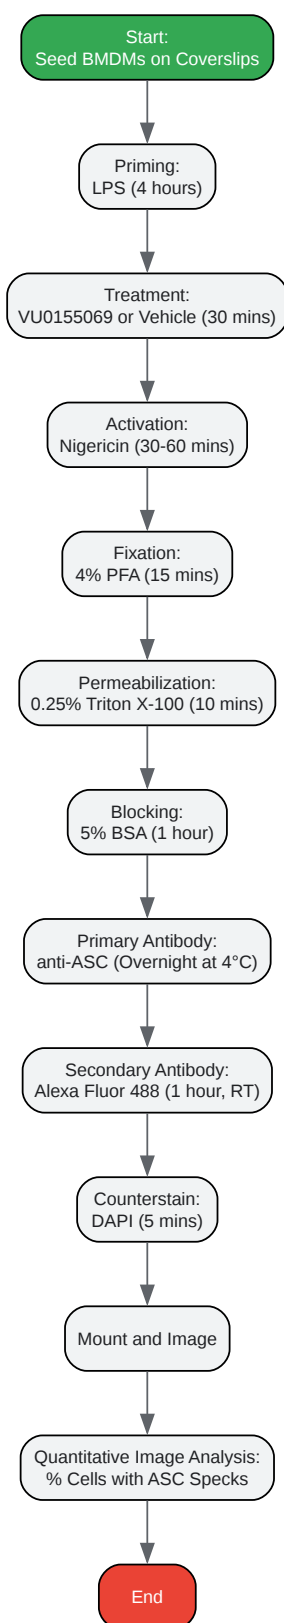 Start:
Seed BMDMs on Coverslips
Priming:
LPS (4 hours)
Treatment:
VU0155069 or Vehicle (30 mins)
Activation:
Nigericin (30-60 mins)
Fixation:
4% PFA (15 mins)
Permeabilization:
0.25% Triton X-100 (10 mins)
Blocking:
5% BSA (1 hour)
Primary Antibody:
anti-ASC (Overnight at 4°C)
Secondary Antibody:
Alexa Fluor 488 (1 hour, RT)
Counterstain:
DAPI (5 mins)
Mount and Image
Quantitative Image Analysis:
% Cells with ASC Specks
End